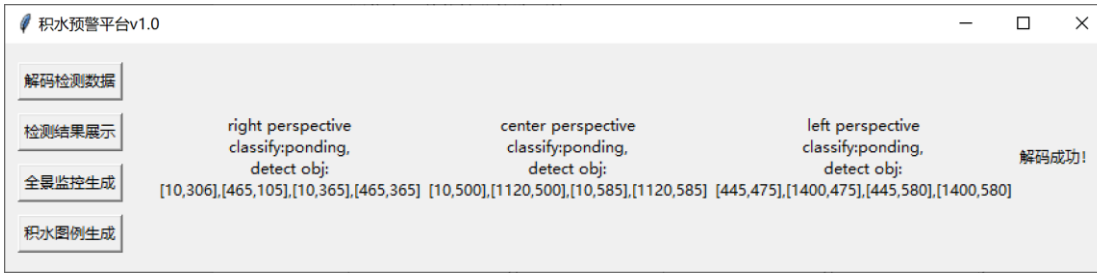 积水预警平台v1.0
解码检测数据
检测结果展示
全景监控生成
积水图例生成
right perspective
classify:ponding,
detect obj:
[10,306],[465,105],[10,365],[465,365]
center perspective
classify:ponding,
detect obj:
[10,500],[1120,500],[10,585],[1120,585]
left perspective
classify:ponding,
detect obj:
[445,475],[1400,475],[445,580],[1400,580]
解码成功!